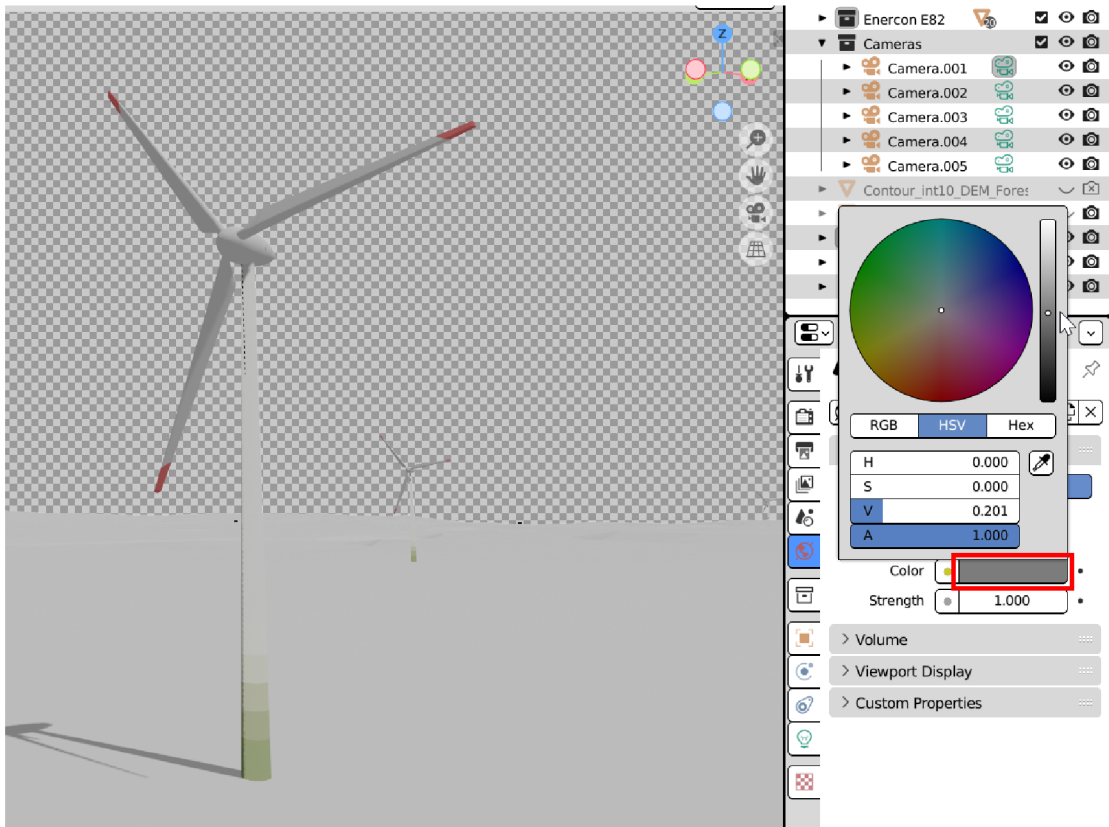 Z
Enercon E82
20
Cameras
Camera.001
Camera.002
Camera.003
Camera.004
Camera.005
Contour_int10_DEM_Fores
RGB HSV Hex
H 0.000
S 0.000
V 0.201
A 1.000
Color
Strength 1.000
Volume
Viewport Display
Custom Properties